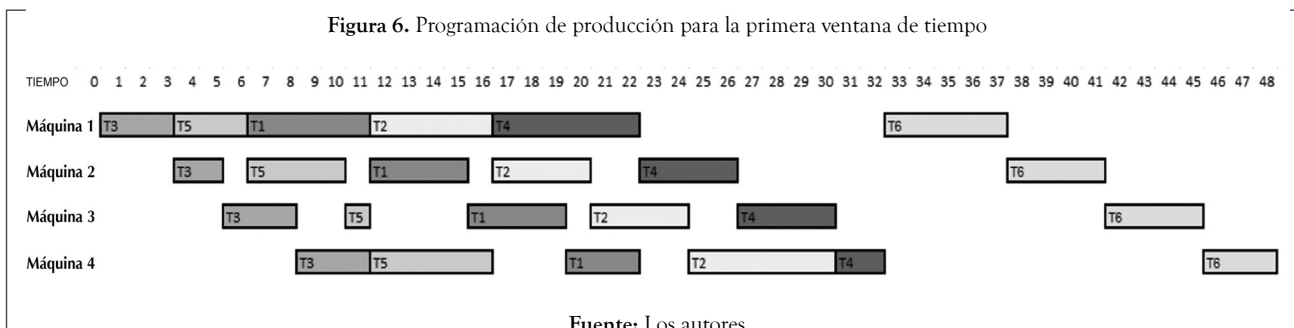 Figura 6. Programación de producción para la primera ventana de tiempo
TIEMPO 0 1 2 3 4 5 6 7 8 9 10 11 12 13 14 15 16 17 18 19 20 21 22 23 24 25 26 27 28 29 30 31 32 33 34 35 36 37 38 39 40 41 42 43 44 45 46 47 48
Máquina 1 T3 T5 T1 T2 T4 T6
Máquina 2 T3 T5 T1 T2 T4 T6
Máquina 3 T3 T5 T1 T2 T4 T6
Máquina 4 T3 T5 T1 T2 T4 T6
Fuente: Los autores